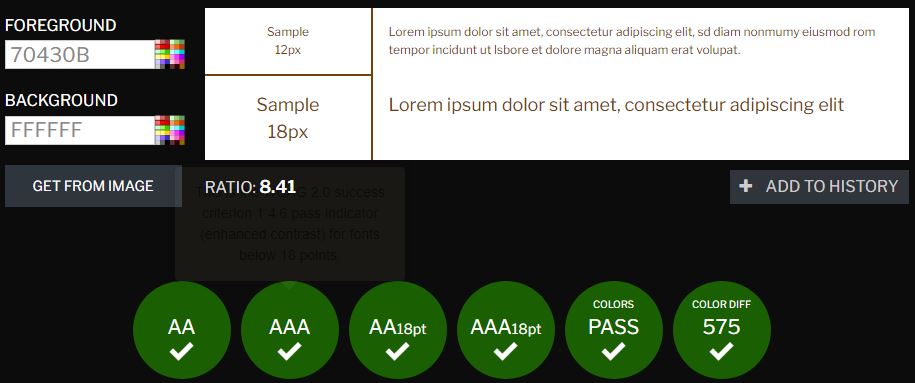 FOREGROUND
70430B
BACKGROUND
FFFFFF
GET FROM IMAGE
Sample
12px
Lorem ipsum dolor sit amet, consectetur adipiscing elit, sd diam nonmumy eiusmod rom
tempor incidunt ut lsbore et dolore magna aliquam erat volupat.
Sample
18px
Lorem ipsum dolor sit amet, consectetur adipiscing elit
RATIO: 8.41
2.0 success
criterion 1.4.6 pass indicator
(enhanced contrast) for fonts
below 18 points.
ADD TO HISTORY
AA
AAA
AA18pt
AAA18pt
COLORS
PASS
COLOR DIFF
575